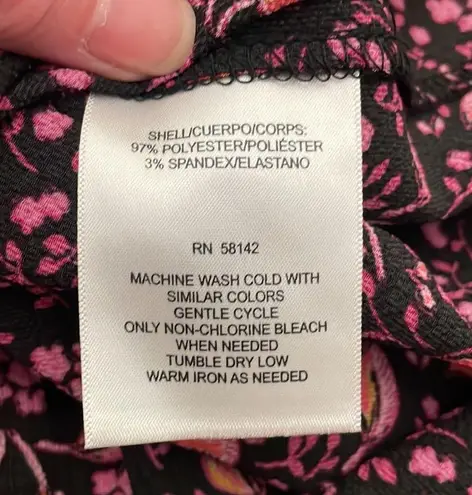 SHELL/CUERPO/CORPS:
97% POLYESTER/POLIÉSTER
3% SPANDEX/ELASTANO
RN 58142
MACHINE WASH COLD WITH
SIMILAR COLORS
GENTLE CYCLE
ONLY NON-CHLORINE BLEACH
WHEN NEEDED
TUMBLE DRY LOW
WARM IRON AS NEEDED